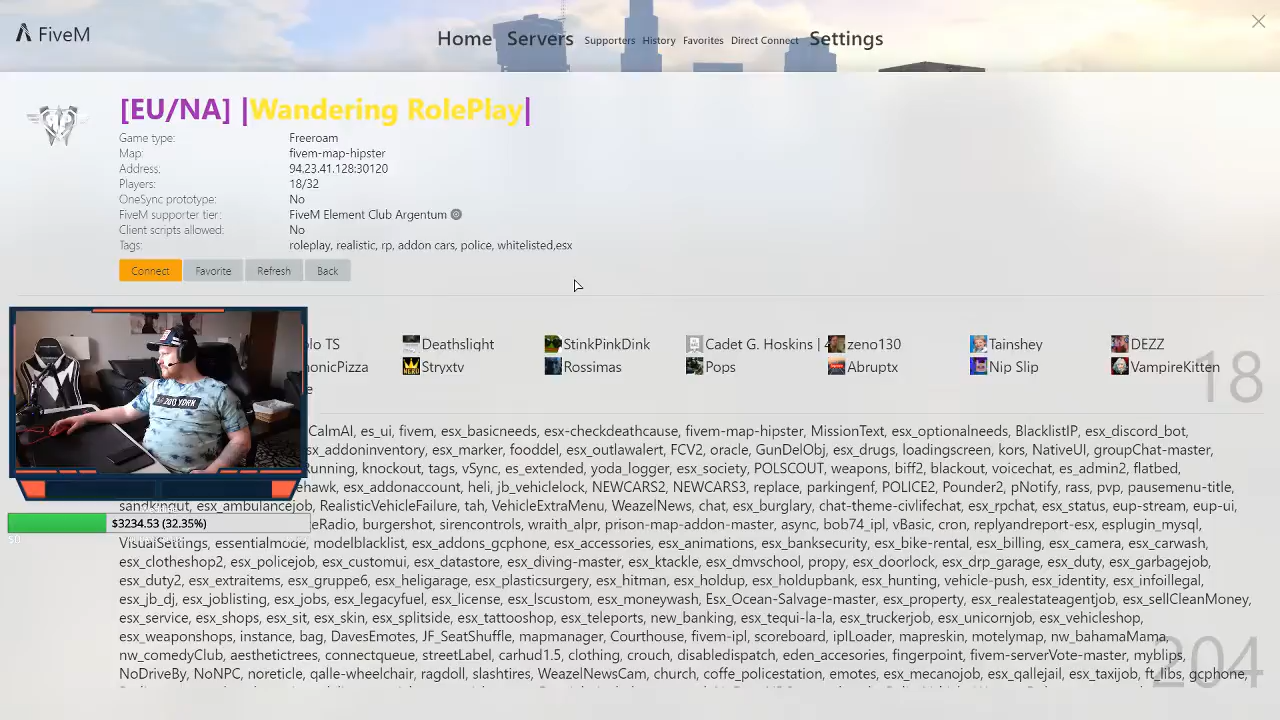 FiveM
Home Servers Supporters History Favorites Direct Connect Settings
[EU/NA] |Wandering RolePlay|
Game type: Freeroam
Map: fivem-map-hipster
Address: 94.23.41.128:30120
Players: 18/32
OneSync prototype: No
FiveM supporter tier: FiveM Element Club Argentum
Client scripts allowed: No
Tags: roleplay, realistic, rp, addon cars, police, whitelisted,esx
Connect Favorite Refresh Back
TS Deathslight StinkPinkDink Cadet G. Hoskins | zeno130 Tainshey DEZZ
Stryxtv Rossimas Pops Abruptx Nip Slip VampireKitten
18
CalmAI, es_ui, fivem, esx_basicneeds, esx-checkdeathcause, fivem-map-hipster, MissionText, esx_optionalneeds, BlacklistIP, esx_discord_bot,
esx_addoninventory, esx_marker, fooddel, esx_outlawalert, FCV2, oracle, GunDelObj, esx_drugs, loadingscreen, kors, NativeUI, groupChat-master,
knockout, tags, vSync, es_extended, yoda_logger, esx_society, POLSCOUT, weapons, biff2, blackout, voicechat, es_admin2, flatbed,
esx_addonaccount, heli, jb_vehiclelock, NEWCARS2, NEWCARS3, replace, parkingenf, POLICE2, Pounder2, pNotify, rass, pvp, pausemenu-title,
esx_ambulancejob, RealisticVehicleFailure, tah, VehicleExtraMenu, WeazelNews, chat, esx_burglary, chat-theme-civlifechat, esx_rpchat, esx_status, eup-stream, eup-ui,
burgershot, sirencontrols, wraith_alpr, prison-map-addon-master, async, bob74_ipl, vBasic, cron, replyandreport-esx, esplugin_mysql,
$3234.53 (32.35%)
VisualSettings, essentialmode, modelblacklist, esx_addons_gcphone, esx_accessories, esx_animations, esx_banksecurity, esx_bike-rental, esx_billing, esx_camera, esx_carwash,
esx_clotheshop2, esx_policejob, esx_customui, esx_datastore, esx_diving-master, esx_ktackle, esx_dmvschool, propy, esx_doorlock, esx_drp_garage, esx_duty, esx_garbagejob,
esx_duty2, esx_extraitems, esx_gruppe6, esx_heligarage, esx_plasticsurgery, esx_hitman, esx_holdup, esx_holdupbank, esx_hunting, vehicle-push, esx_identity, esx_infoillegal,
esx_jb_dj, esx_joblisting, esx_jobs, esx_legacyfuel, esx_license, esx_lscustom, esx_moneywash, Esx_Ocean-Salvage-master, esx_property, esx_realestateagentjob, esx_sellCleanMoney,
esx_service, esx_shops, esx_sit, esx_skin, esx_splitside, esx_tattooshop, esx_teleports, new_banking, esx_tequi-la-la, esx_truckerjob, esx_unicornjob, esx_vehicleshop,
esx_weaponshops, instance, bag, DavesEmotes, JF_SeatShuffle, mapmanager, Courthouse, fivem-ipl, scoreboard, iplLoader, mapreskin, motelymap, nw_bahamaMama,
nw_comedyClub, aesthetictrees, connectqueue, streetLabel, carhud1.5, clothing, crouch, disabledispatch, eden_accesories, fingerpoint, fivem-serverVote-master, myblips,
NoDriveBy, NoNPC, noreticle, qalle-wheelchair, ragdoll, slashtires, WeazelNewsCam, church, coffe_policestation, emotes, esx_mecanojob, esx_qallejail, esx_taxijob, ft_libs, gcphone,
204